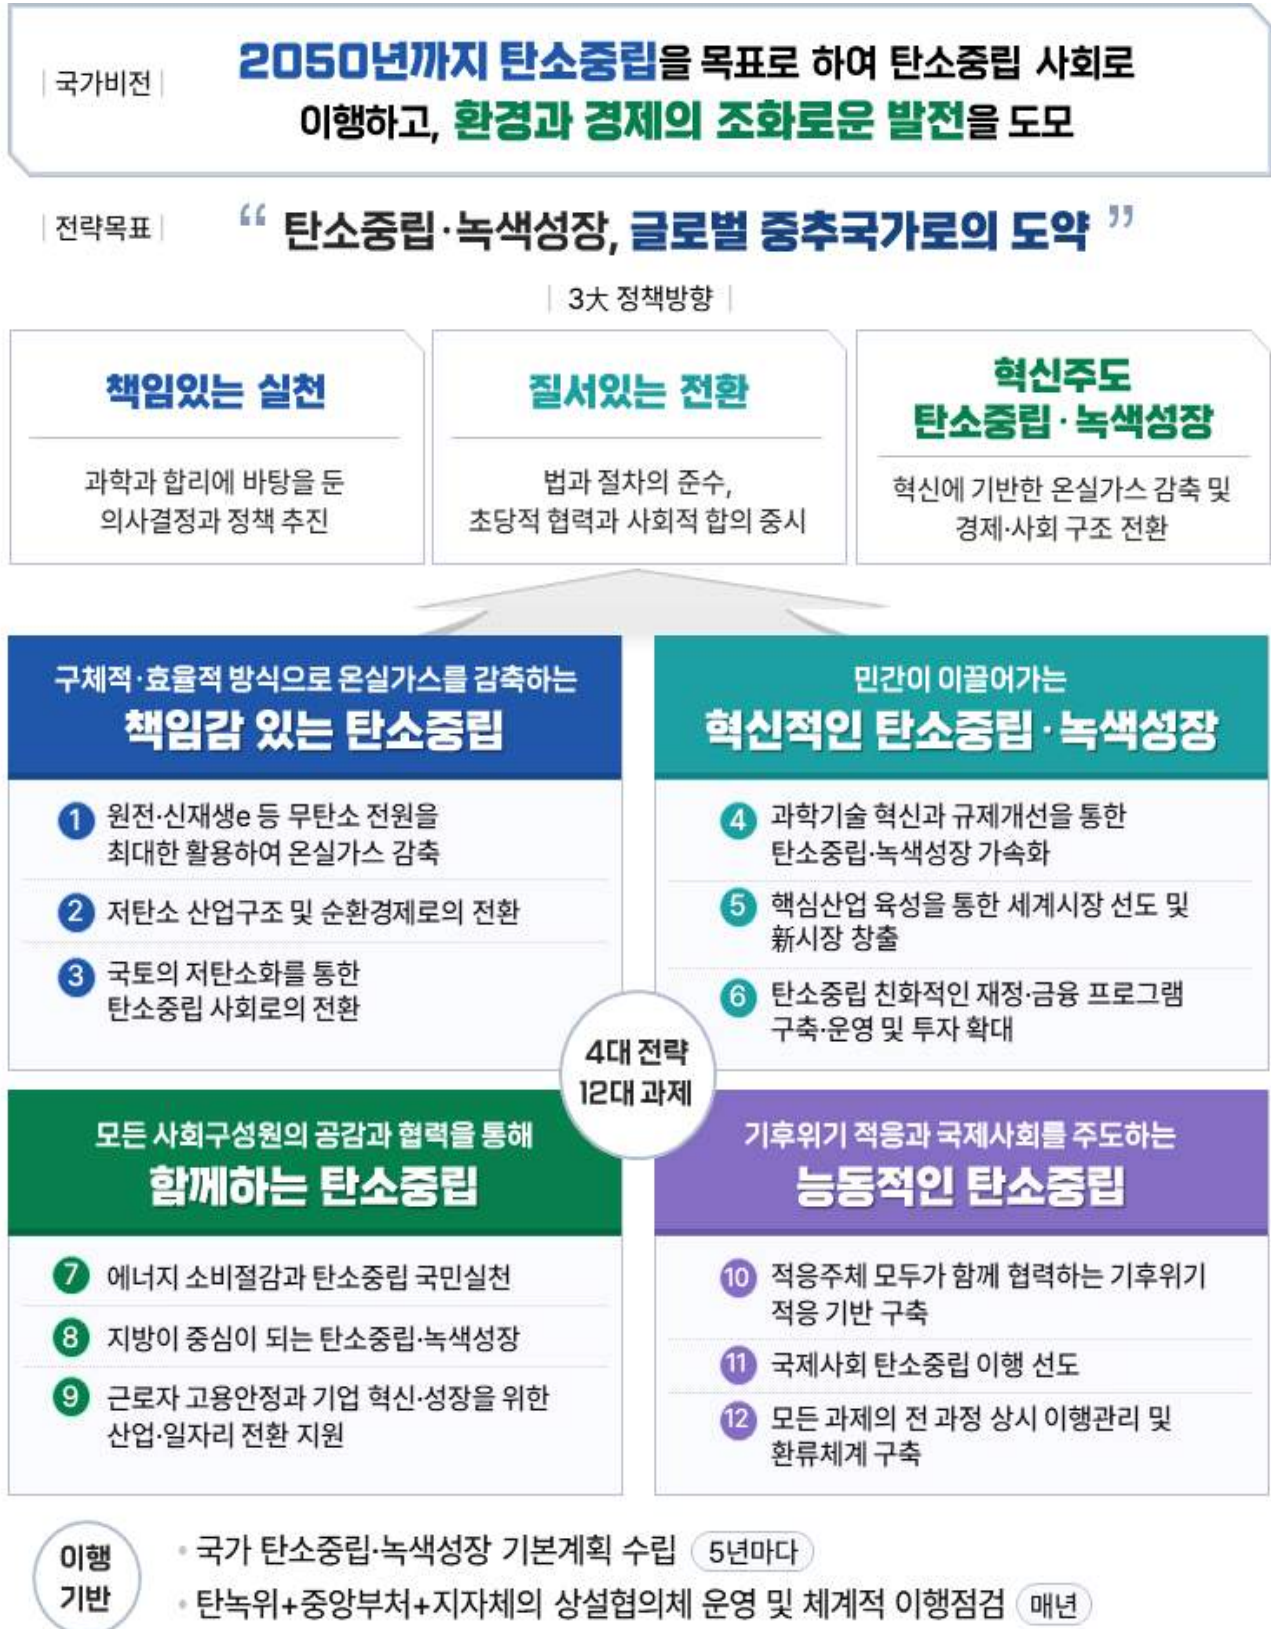 국가비전
2050년까지 탄소중립을 목표로 하여 탄소중립 사회로
이행하고, 환경과 경제의 조화로운 발전을 도모
전략목표
“ 탄소중립·녹색성장, 글로벌 중추국가로의 도약 ”
3大 정책방향
책임있는 실천
과학과 합리에 바탕을 둔
의사결정과 정책 추진
질서있는 전환
법과 절차의 준수,
초당적 협력과 사회적 합의 중시
혁신주도
탄소중립·녹색성장
혁신에 기반한 온실가스 감축 및
경제·사회 구조 전환
구체적·효율적 방식으로 온실가스를 감축하는
책임감 있는 탄소중립
1 원전·신재생e 등 무탄소 전원을
최대한 활용하여 온실가스 감축
2 저탄소 산업구조 및 순환경제로의 전환
3 국토의 저탄소화를 통한
탄소중립 사회로의 전환
민간이 이끌어가는
혁신적인 탄소중립·녹색성장
4 과학기술 혁신과 규제개선을 통한
탄소중립·녹색성장 가속화
5 핵심산업 육성을 통한 세계시장 선도 및
新시장 창출
6 탄소중립 친화적인 재정·금융 프로그램
구축·운영 및 투자 확대
4대 전략
12대 과제
모든 사회구성원의 공감과 협력을 통해
함께하는 탄소중립
7 에너지 소비절감과 탄소중립 국민실천
8 지방이 중심이 되는 탄소중립·녹색성장
9 근로자 고용안정과 기업 혁신·성장을 위한
산업·일자리 전환 지원
기후위기 적응과 국제사회를 주도하는
능동적인 탄소중립
10 적응주체 모두가 함께 협력하는 기후위기
적응 기반 구축
11 국제사회 탄소중립 이행 선도
12 모든 과제의 전 과정 상시 이행관리 및
환류체계 구축
이행
기반
• 국가 탄소중립·녹색성장 기본계획 수립 5년마다
• 탄녹위+중앙부처+지자체의 상설협의체 운영 및 체계적 이행점검 매년